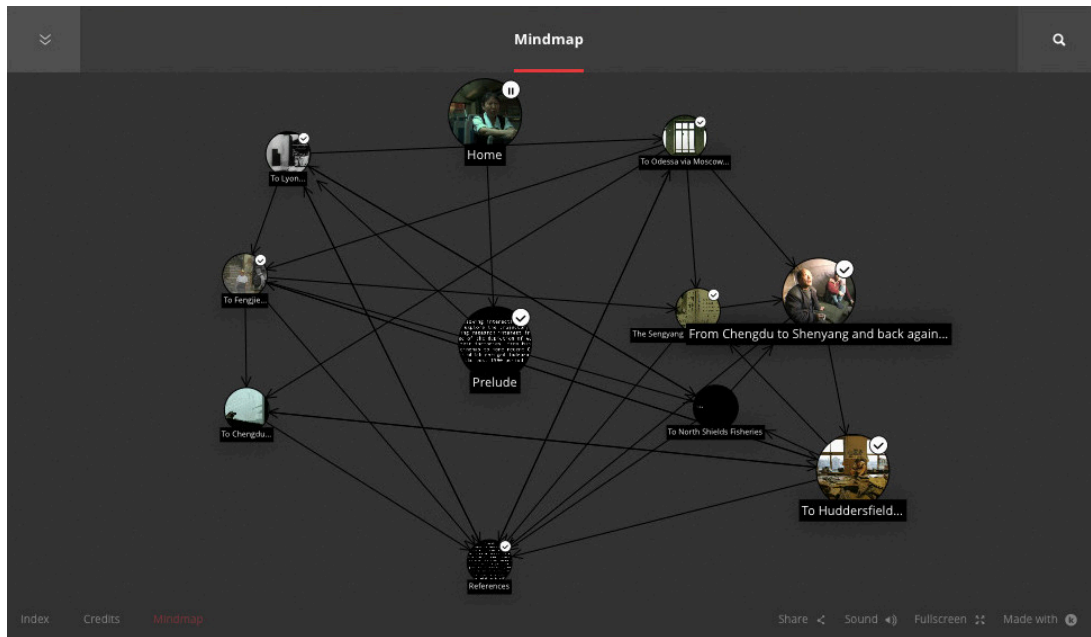 Mindmap
Home
To Lyon...
To Odessa via Moscow...
To Fengjie...
The Sengyang
From Chengdu to Shenyang and back again...
Prelude
To Chengdu...
To North Shields Fisheries
To Huddersfield...
References
Index
Credits
Mindmap
Share
Sound
Fullscreen
Made with